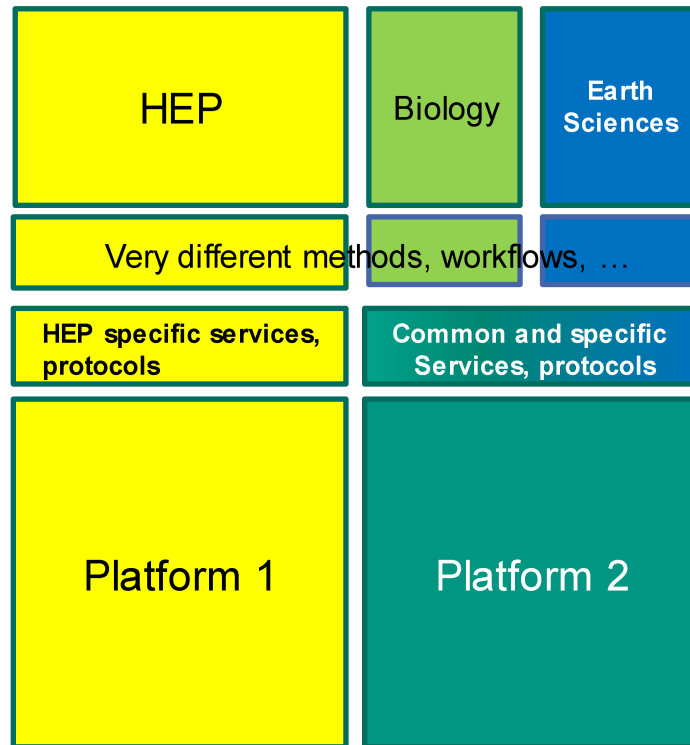 HEP
Biology
Earth
Sciences
Very different methods, workflows, …
HEP specific services,
protocols
Common and specific
Services, protocols
Platform 1
Platform 2